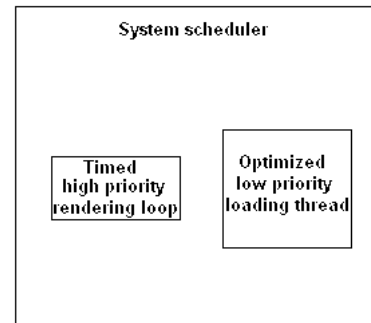 System scheduler
Timed
high priority
rendering loop
Optimized
low priority
loading thread